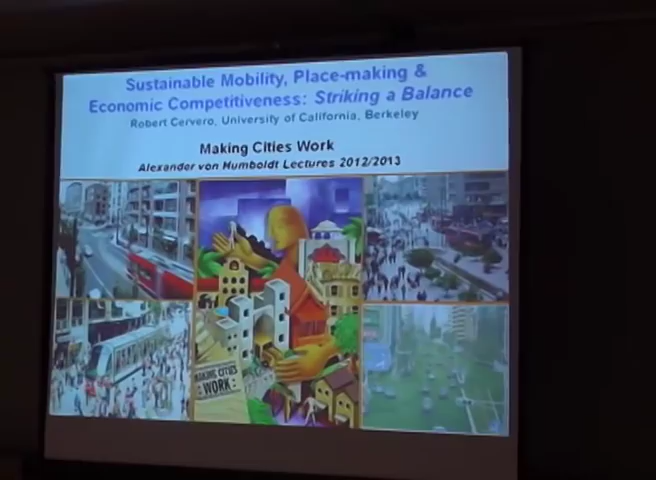 Sustainable Mobility, Place-making &
Economic Competitiveness: Striking a Balance
Robert Cervero, University of California, Berkeley
Making Cities Work
Alexander von Humboldt Lectures 2012/2013
MAKING CITIES
WORK